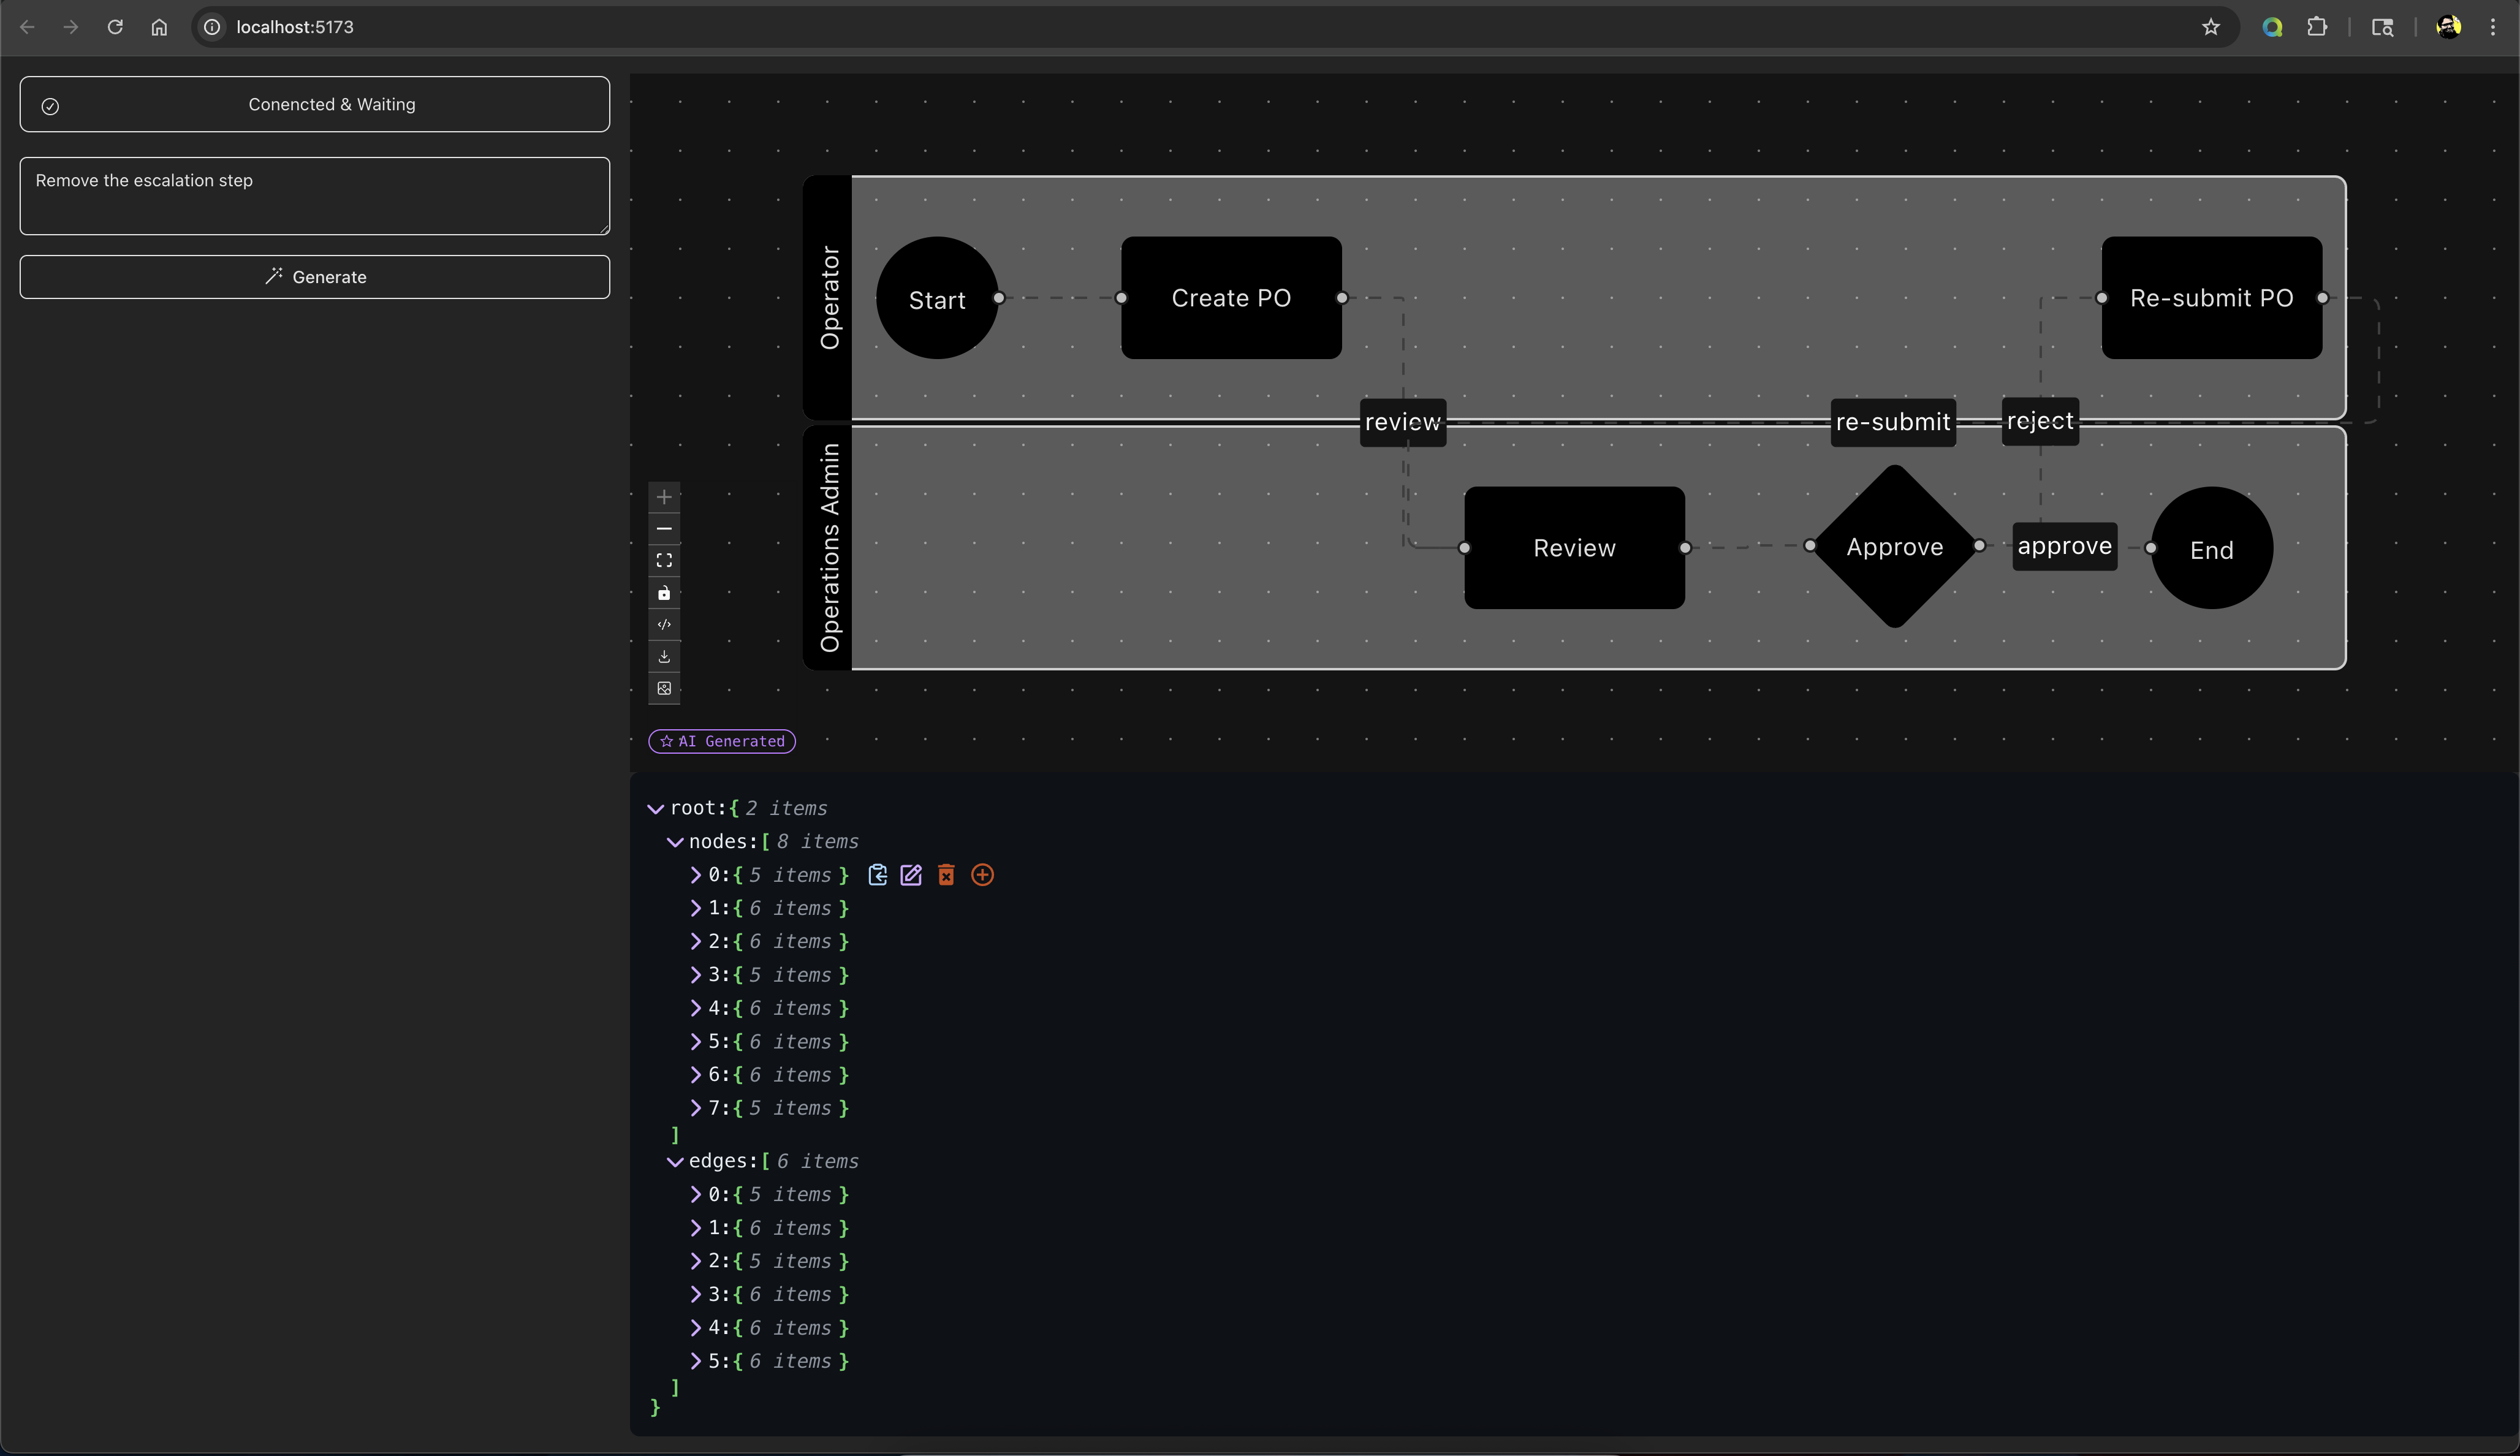 localhost:5173
Conencted & Waiting
Remove the escalation step
Generate
Operator
Start
Create PO
Re-submit PO
review
re-submit
reject
Operations Admin
Review
Approve
approve
End
AI Generated
root:{ 2 items
nodes:[ 8 items
0:{ 5 items }
1:{ 6 items }
2:{ 6 items }
3:{ 5 items }
4:{ 6 items }
5:{ 6 items }
6:{ 6 items }
7:{ 5 items }
]
edges:[ 6 items
0:{ 5 items }
1:{ 6 items }
2:{ 5 items }
3:{ 6 items }
4:{ 6 items }
5:{ 6 items }
]
}